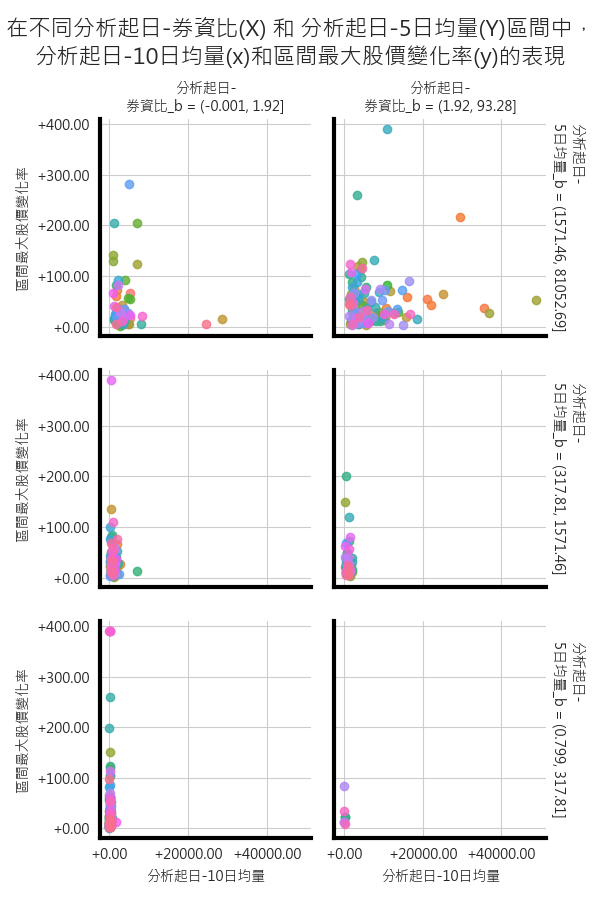 在不同分析起日-券資比(X) 和 分析起日-5日均量(Y)區間中，
分析起日-10日均量(x)和區間最大股價變化率(y)的表現
分析起日-
券資比_b = (-0.001, 1.92]
分析起日-
券資比_b = (1.92, 93.28]
+400.00
+300.00
+200.00
+100.00
+0.00
區間最大股價變化率
分析起日-
5日均量_b = (1571.46, 81052.69]
+400.00
+300.00
+200.00
+100.00
+0.00
區間最大股價變化率
分析起日-
5日均量_b = (317.81, 1571.46]
+400.00
+300.00
+200.00
+100.00
+0.00
區間最大股價變化率
分析起日-
5日均量_b = (0.799, 317.81]
+0.00 +20000.00 +40000.00
+0.00 +20000.00 +40000.00
分析起日-10日均量
分析起日-10日均量